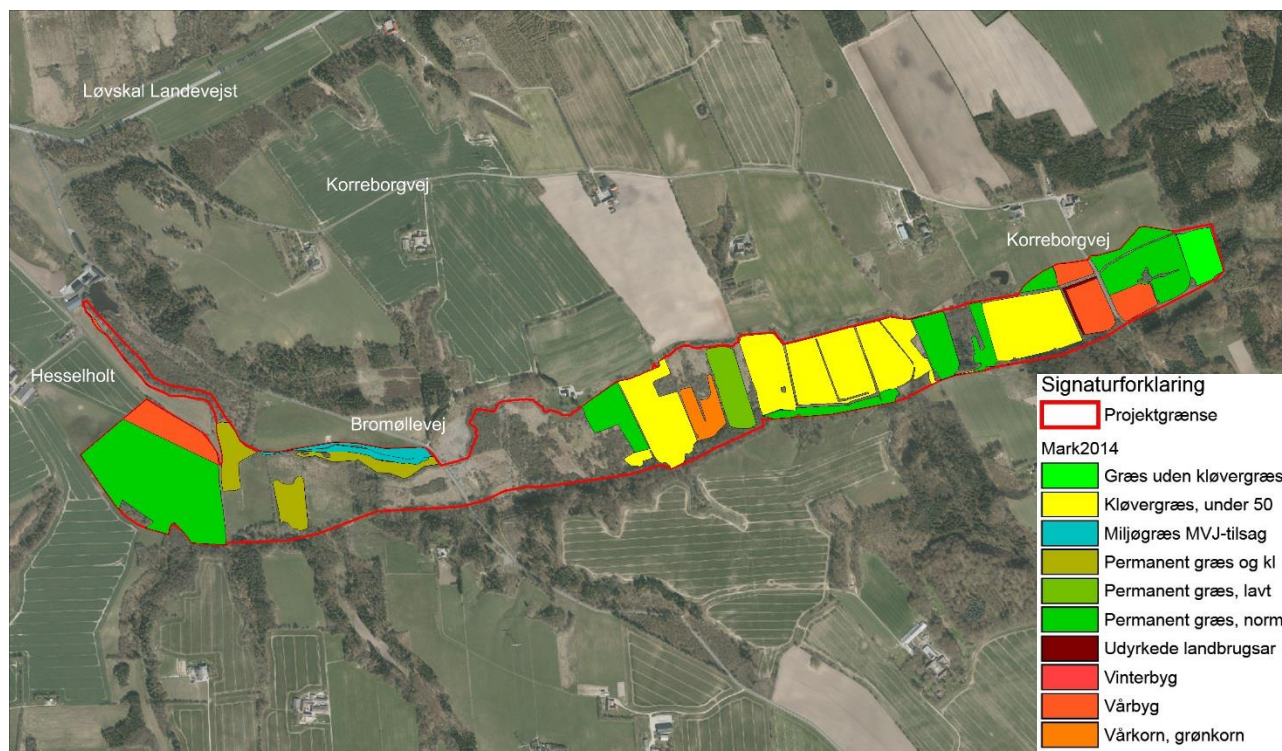 Løvskal Landevejst
Korreborgvej
Korreborgvej
Hesselholt
Bromøllevej
Signaturforklaring
Projektgrænse
Mark2014
Græs uden kløvergræs
Kløvergræs, under 50
Miljøgræs MVJ-tilsag
Permanent græs og kl
Permanent græs, lavt
Permanent græs, norm
Udyrkede landbrugsar
Vinterbyg
Vårbyg
Vårkorn, grønkorn